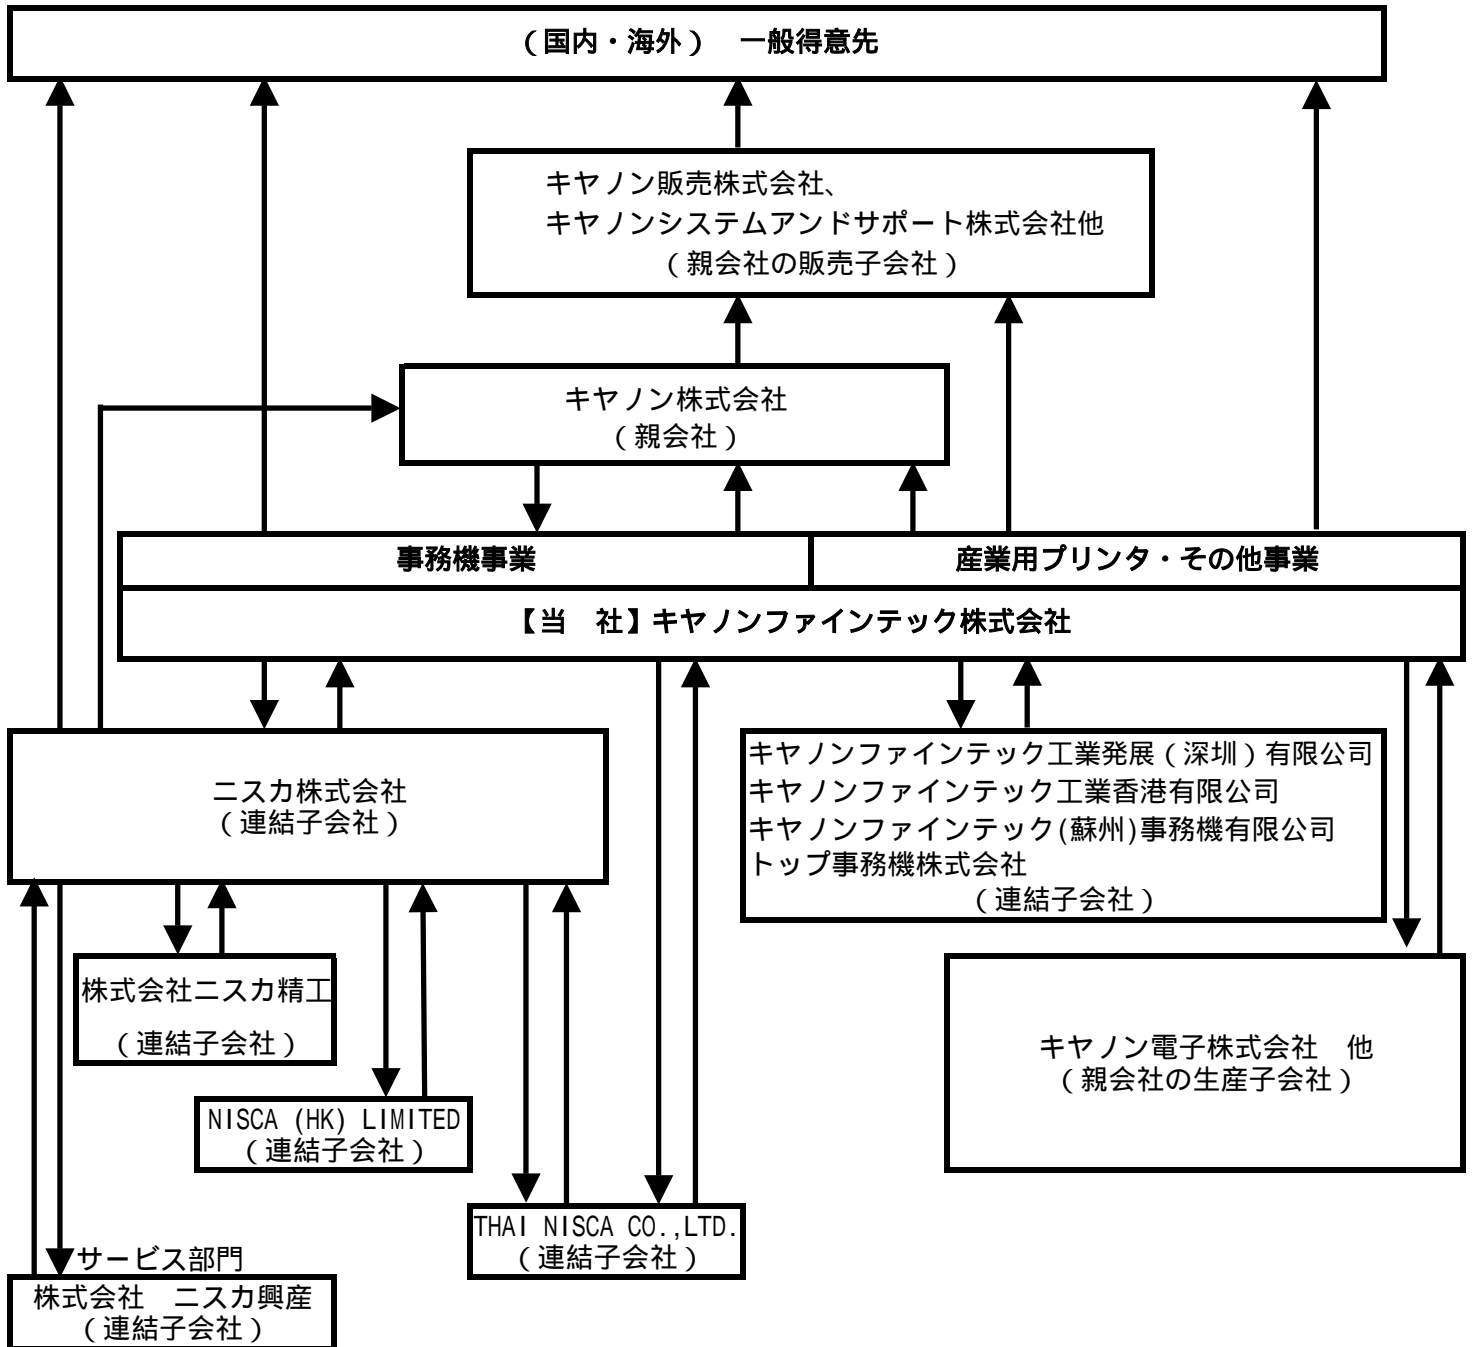 （国内・海外）　一般得意先
キヤノン販売株式会社、
キヤノンシステムアンドサポート株式会社他
（親会社の販売子会社）
キヤノン株式会社
（親会社）
事務機事業
産業用プリンタ・その他事業
【当　社】キヤノンファインテック株式会社
ニスカ株式会社
（連結子会社）
キヤノンファインテック工業発展（深圳）有限公司
キヤノンファインテック工業香港有限公司
キヤノンファインテック(蘇州)事務機有限公司
トップ事務機株式会社
（連結子会社）
株式会社ニスカ精工
（連結子会社）
キヤノン電子株式会社　他
（親会社の生産子会社）
NISCA (HK) LIMITED
（連結子会社）
THAI NISCA CO.,LTD.
（連結子会社）
サービス部門
株式会社　ニスカ興産
（連結子会社）